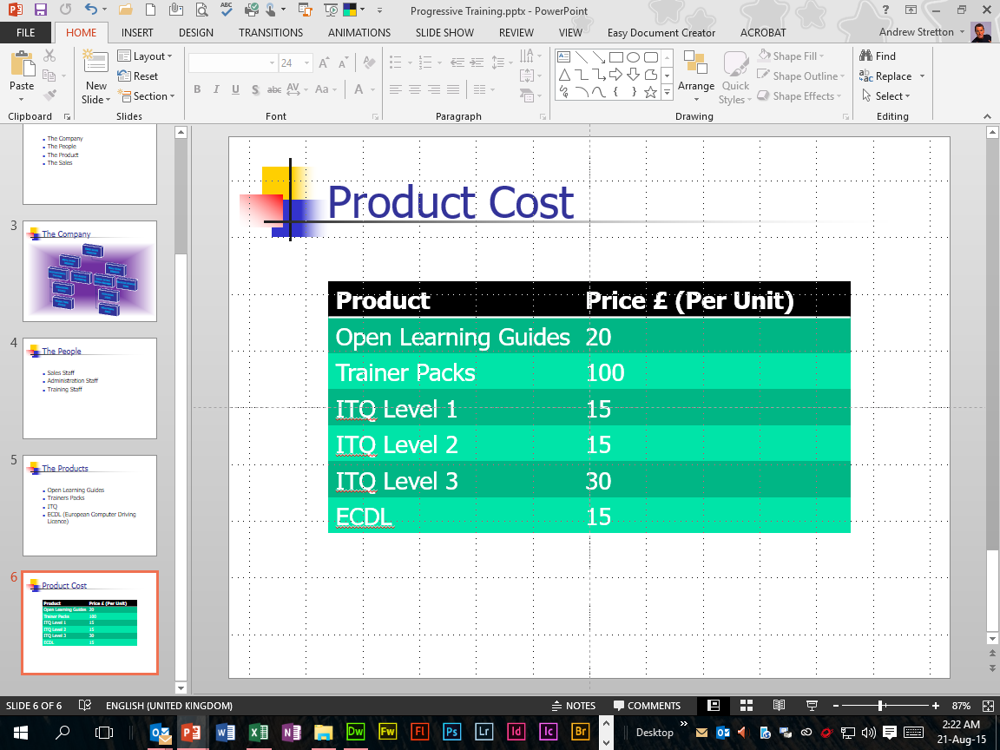 Progressive Training.pptx - PowerPoint
FILE HOME INSERT DESIGN TRANSITIONS ANIMATIONS SLIDE SHOW REVIEW VIEW Easy Document Creator ACROBAT Andrew Stretton
Paste
Clipboard
New Slide
Layout
Reset
Section
Slides
24
B I U S abc AV Aa A
Font
Paragraph
Arrange
Quick Styles
Shape Fill
Shape Outline
Shape Effects
Drawing
Find
Replace
Select
Editing
The Company
The People
The Product
The Sales
3
The Company
4
The People
Sales Staff
Administration Staff
Training Staff
5
The Products
Open Learning Guides
Trainers Packs
ITQ
ECDL (European Computer Driving
Licence)
6
Product Cost
Product Price £ (Per Unit)
Open Learning Guides 20
Trainer Packs 100
ITQ Level 1 15
ITQ Level 2 15
ITQ Level 3 30
ECDL 15
Product Cost
Product Price £ (Per Unit)
Open Learning Guides 20
Trainer Packs 100
ITQ Level 1 15
ITQ Level 2 15
ITQ Level 3 30
ECDL 15
SLIDE 6 OF 6 ENGLISH (UNITED KINGDOM) NOTES COMMENTS 87%
Dw Fw Fl Ps Lr Id Ic Br Desktop
2:22 AM
21-Aug-15